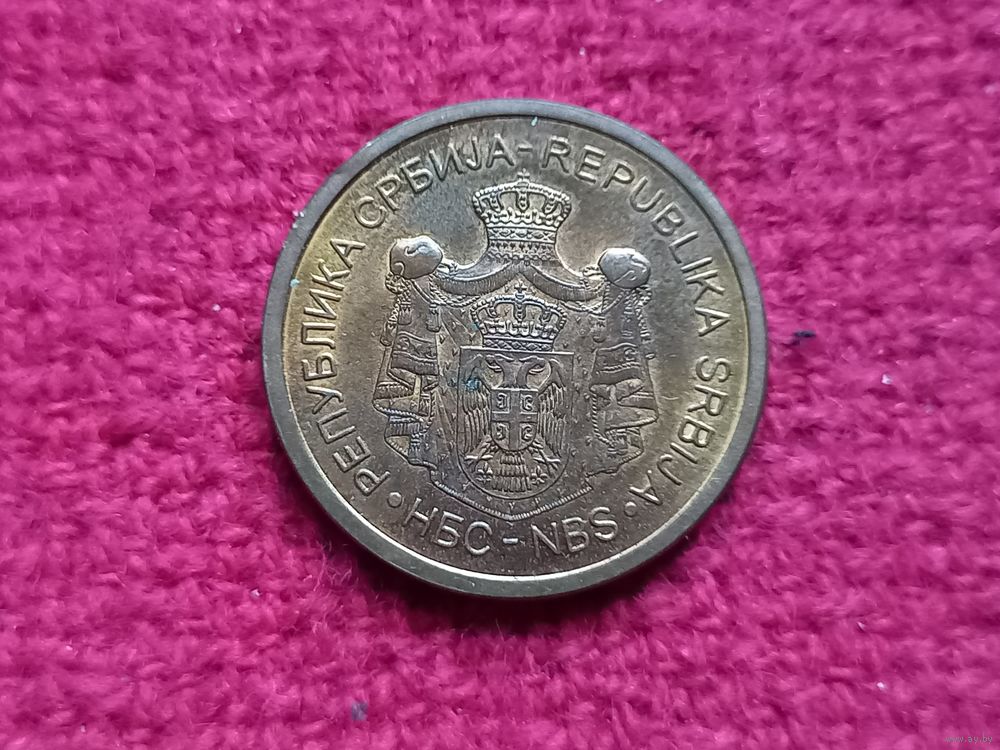 РЕПУБЛИКА СРБИЈА - REPUBLIKA SRBIJA
· НБС - NBS ·
www.ay.by